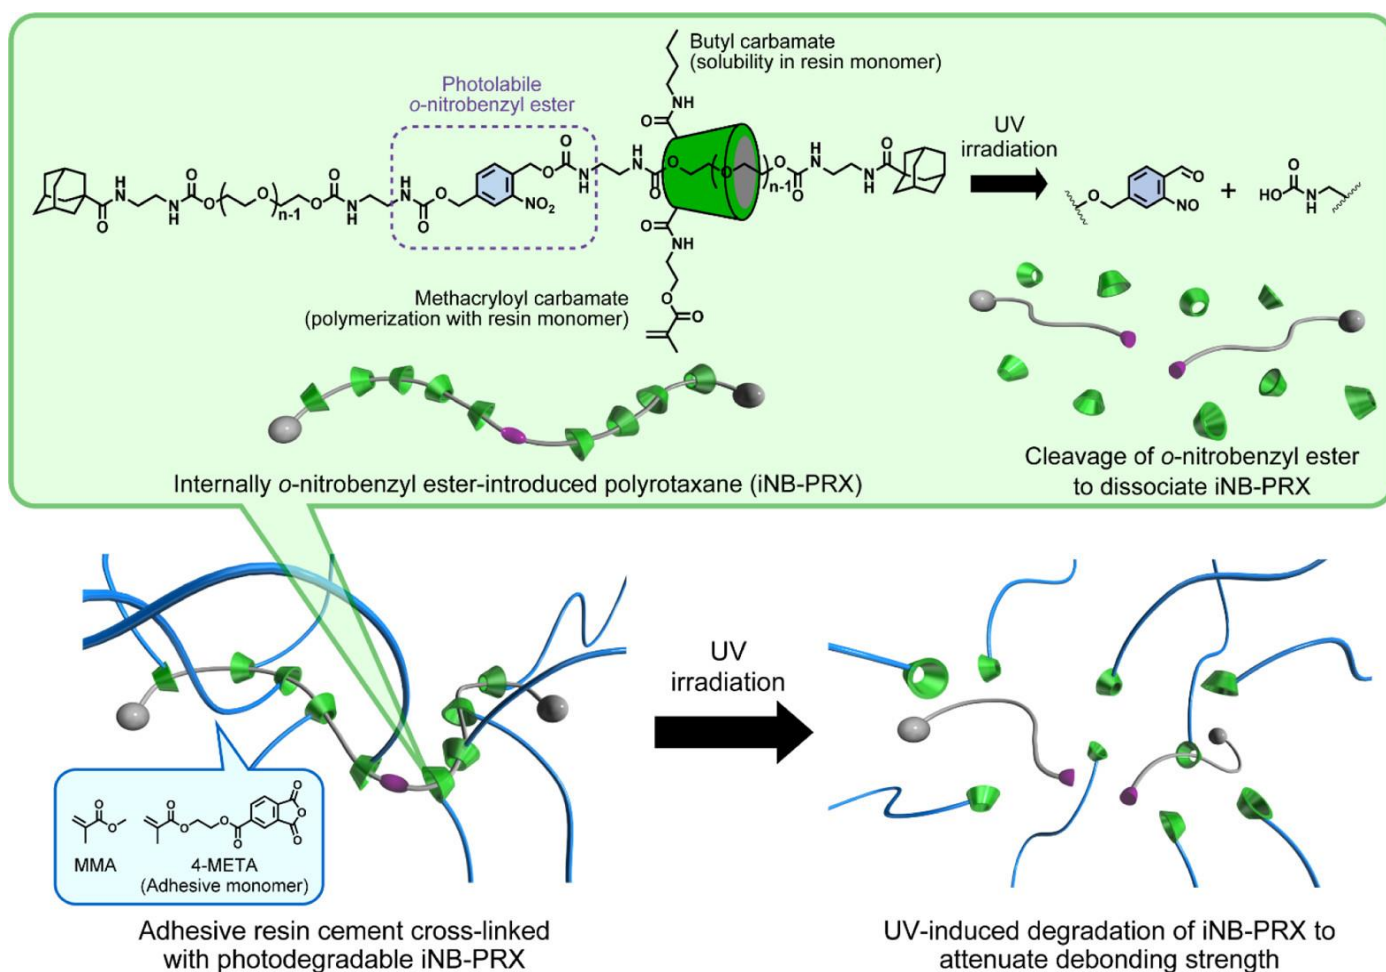 Butyl carbamate
(solubility in resin monomer)
Photolabile
o-nitrobenzyl ester
UV
irradiation
O
NH
O
N
H
H
N
O
O
O
n-1
O
O
N
H
H
N
O
O
NO2
O
O
N
H
H
N
O
O
O
n-1
O
O
H
N
N
H
O
O
NH
O
O
O
O
NO
+
HO
O
N
H
Methacryloyl carbamate
(polymerization with resin monomer)
Internally o-nitrobenzyl ester-introduced polyrotaxane (iNB-PRX)
Cleavage of o-nitrobenzyl ester
to dissociate iNB-PRX
UV
irradiation
O
O
O
O
O
O
O
O
O
MMA
4-META
(Adhesive monomer)
Adhesive resin cement cross-linked
with photodegradable iNB-PRX
UV-induced degradation of iNB-PRX to
attenuate debonding strength